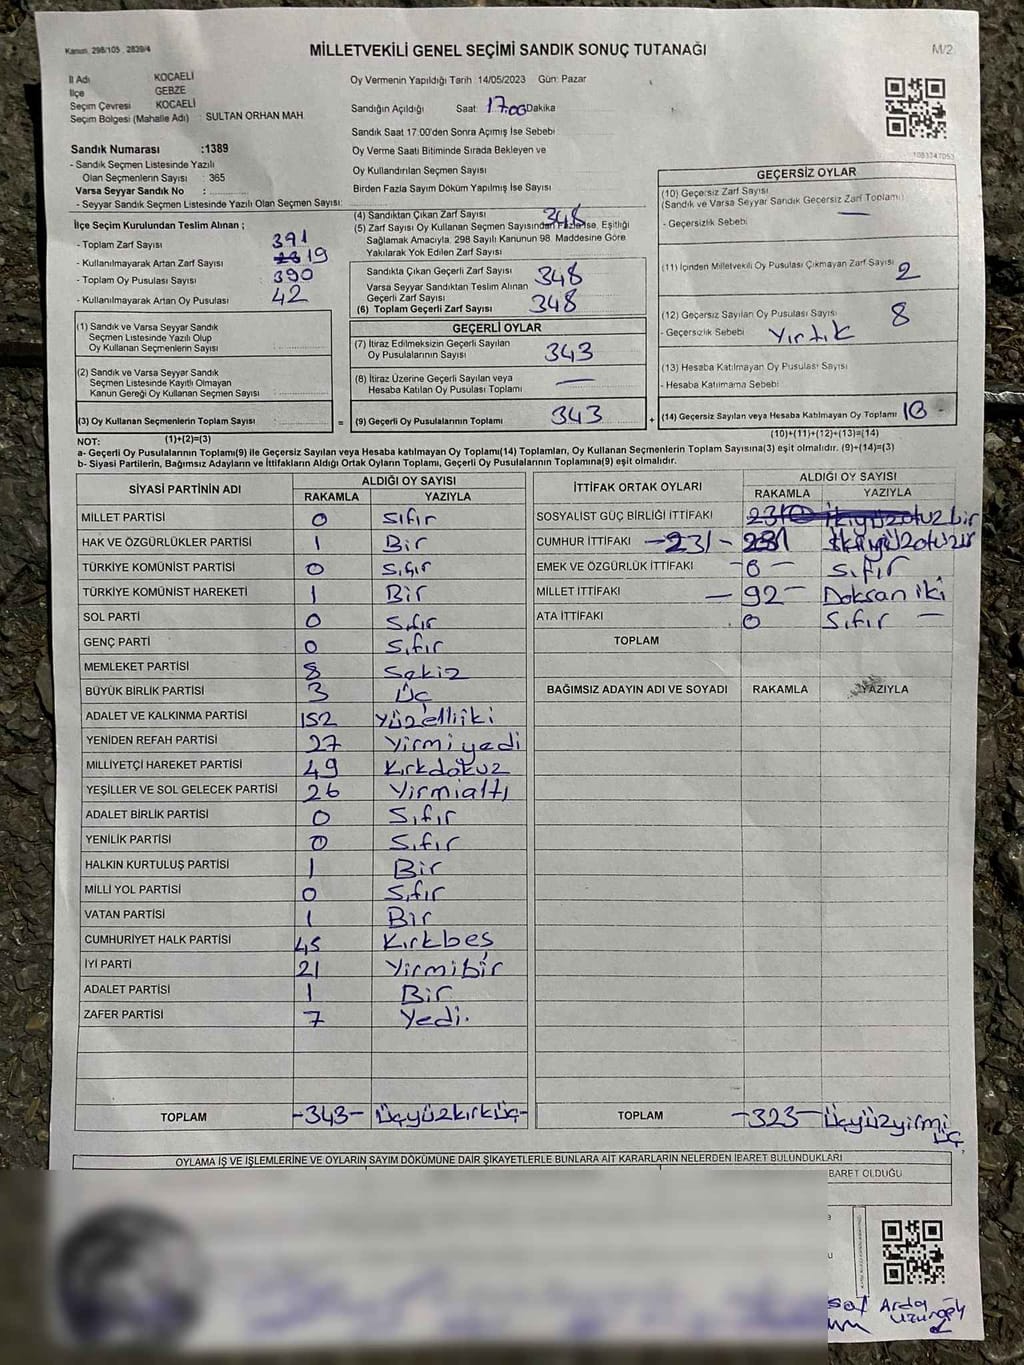 Kanun, 298/105, 2839/4
MİLLETVEKİLİ GENEL SEÇİMİ SANDIK SONUÇ TUTANAĞI
M/2
İl Adı KOCAELİ
İlçe GEBZE
Seçim Çevresi KOCAELİ
Seçim Bölgesi (Mahalle Adı) : SULTAN ORHAN MAH.
Sandık Numarası :1389
- Sandık Seçmen Listesinde Yazılı
Olan Seçmenlerin Sayısı : 365
Varsa Seyyar Sandık No :
- Seyyar Sandık Seçmen Listesinde Yazılı Olan Seçmen Sayısı:
Oy Vermenin Yapıldığı Tarih 14/05/2023 Gün: Pazar
Sandığın Açıldığı Saat: 17.00 Dakika
Sandık Saat 17:00'den Sonra Açımış İse Sebebi
Oy Verme Saati Bitiminde Sırada Bekleyen ve
Oy Kullandırılan Seçmen Sayısı
Birden Fazla Sayım Döküm Yapılmış İse Sayısı
1083747053
İlçe Seçim Kurulundan Teslim Alınan ;
- Toplam Zarf Sayısı 391
- Kullanılmayarak Artan Zarf Sayısı 19
- Toplam Oy Pusulası Sayısı 390
- Kullanılmayarak Artan Oy Pusulası 42
(1) Sandık ve Varsa Seyyar Sandık
Seçmen Listesinde Yazılı Olup
Oy Kullanan Seçmenlerin Sayısı
(2) Sandık ve Varsa Seyyar Sandık
Seçmen Listesinde Kayıtlı Olmayan
Kanun Gereği Oy Kullanan Seçmen Sayısı
(3) Oy Kullanan Seçmenlerin Toplam Sayısı =
(1)+(2)=(3)
(4) Sandıktan Çıkan Zarf Sayısı 348
(5) Zarf Sayısı Oy Kullanan Seçmen Sayısından Fazla ise, Eşitliği
Sağlamak Amacıyla, 298 Sayılı Kanunun 98. Maddesine Göre
Yakılarak Yok Edilen Zarf Sayısı
Sandıkta Çıkan Geçerli Zarf Sayısı 348
Varsa Seyyar Sandıktan Teslim Alınan
Geçerli Zarf Sayısı
(6) Toplam Geçerli Zarf Sayısı 348
GEÇERLİ OYLAR
(7) İtiraz Edilmeksizin Geçerli Sayılan
Oy Pusulalarının Sayısı 343
(8) İtiraz Üzerine Geçerli Sayılan veya
Hesaba Katılan Oy Pusulası Toplamı —
(9) Geçerli Oy Pusulalarının Toplamı 343 +
GEÇERSİZ OYLAR
(10) Geçersiz Zarf Sayısı
(Sandık ve Varsa Seyyar Sandık Geçersiz Zarf Toplamı) —
- Geçersizlik Sebebi
(11) İçinden Milletvekili Oy Pusulası Çıkmayan Zarf Sayısı 2
(12) Geçersiz Sayılan Oy Pusulası Sayısı 8
- Geçersizlik Sebebi Yırtık
(13) Hesaba Katılmayan Oy Pusulası Sayısı
- Hesaba Katılmama Sebebi
(14) Geçersiz Sayılan veya Hesaba Katılmayan Oy Toplamı 10
(10)+(11)+(12)+(13)=(14)
NOT:
a- Geçerli Oy Pusulalarının Toplamı(9) ile Geçersiz Sayılan veya Hesaba katılmayan Oy Toplamı(14) Toplamları, Oy Kullanan Seçmenlerin Toplam Sayısına(3) eşit olmalıdır. (9)+(14)=(3)
b- Siyasi Partilerin, Bağımsız Adayların ve İttifakların Aldığı Ortak Oyların Toplamı, Geçerli Oy Pusulalarının Toplamına(9) eşit olmalıdır.
SİYASİ PARTİNİN ADI ALDIĞI OY SAYISI
RAKAMLA YAZIYLA
MİLLET PARTİSİ 0 Sıfır
HAK VE ÖZGÜRLÜKLER PARTİSİ 1 Bir
TÜRKİYE KOMÜNİST PARTİSİ 0 Sıfır
TÜRKİYE KOMÜNİST HAREKETİ 1 Bir
SOL PARTİ 0 Sıfır
GENÇ PARTİ 0 Sıfır
MEMLEKET PARTİSİ 8 Sekiz
BÜYÜK BİRLİK PARTİSİ 3 Üç
ADALET VE KALKINMA PARTİSİ 152 Yüzelliiki
YENİDEN REFAH PARTİSİ 27 Yirmiyedi
MİLLİYETÇİ HAREKET PARTİSİ 49 Kırkdokuz
YEŞİLLER VE SOL GELECEK PARTİSİ 26 Yirmialtı
ADALET BİRLİK PARTİSİ 0 Sıfır
YENİLİK PARTİSİ 0 Sıfır
HALKIN KURTULUŞ PARTİSİ 1 Bir
MİLLİ YOL PARTİSİ 0 Sıfır
VATAN PARTİSİ 1 Bir
CUMHURİYET HALK PARTİSİ 45 Kırkbeş
İYİ PARTİ 21 Yirmibir
ADALET PARTİSİ 1 Bir
ZAFER PARTİSİ 7 Yedi.
TOPLAM -343- Üçyüzkırküç-
İTTİFAK ORTAK OYLARI ALDIĞI OY SAYISI
RAKAMLA YAZIYLA
SOSYALİST GÜÇ BİRLİĞİ İTTİFAKI
CUMHUR İTTİFAKI -231- 231
EMEK VE ÖZGÜRLÜK İTTİFAKI -0- Sıfır
MİLLET İTTİFAKI -92- Doksan iki
ATA İTTİFAKI 0 Sıfır -
TOPLAM
BAĞIMSIZ ADAYIN ADI VE SOYADI RAKAMLA YAZIYLA
TOPLAM -323- Üçyüzyirmi
üç
OYLAMA İŞ VE İŞLEMLERİNE VE OYLARIN SAYIM DÖKÜMÜNE DAİR ŞİKAYETLERLE BUNLARA AİT KARARLARIN NELERDEN İBARET BULUNDUKLARI
BARET OLDUĞU
Arda